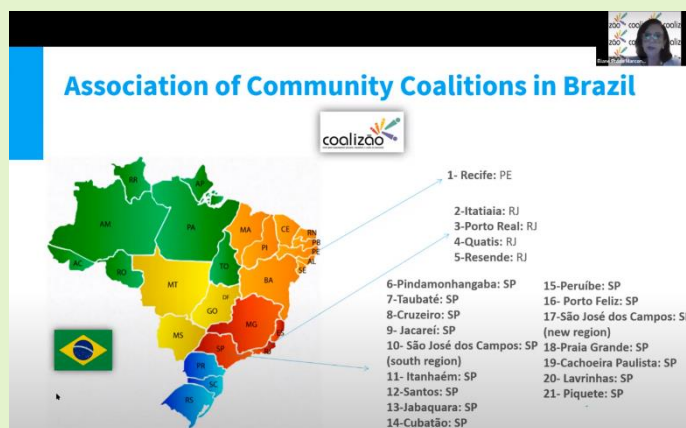 Association of Community Coalitions in Brazil
coalizão
1- Recife: PE
2-Itatiaia: RJ
3-Porto Real: RJ
4-Quatis: RJ
5-Resende: RJ
6-Pindamonhangaba: SP
7-Taubaté: SP
8-Cruzeiro: SP
9- Jacareí: SP
10- São José dos Campos: SP
(south region)
11- Itanhaém: SP
12-Santos: SP
13-Jabaquara: SP
14-Cubatão: SP
15-Peruíbe: SP
16- Porto Feliz: SP
17-São José dos Campos: S
(new region)
18-Praia Grande: SP
19-Cachoeira Paulista: SP
20- Lavrinhas: SP
21- Piquete: SP
RR
AP
AM
PA
MA
CE
RN
PB
PE
AL
SE
PI
AC
RO
TO
BA
MT
DF
GO
MG
MS
ES
SP
RJ
PR
SC
RS